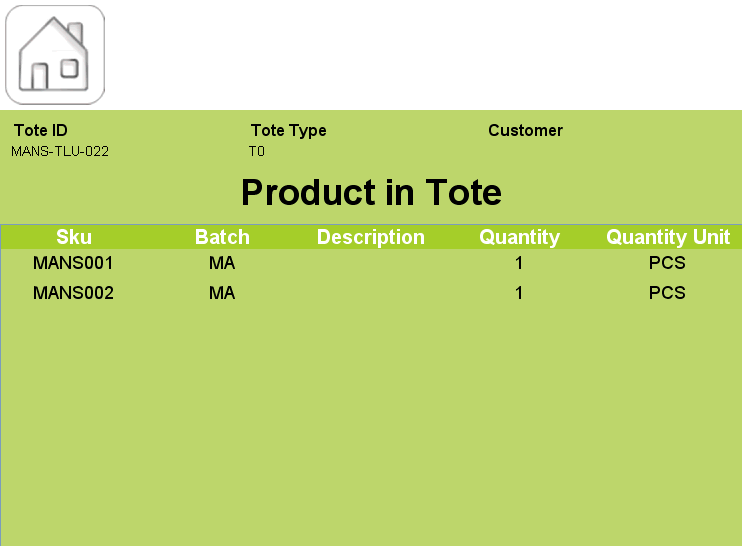 Tote ID Tote Type Customer
MANS-TLU-022 T0
Product in Tote
Sku Batch Description Quantity Quantity Unit
MANS001 MA 1 PCS
MANS002 MA 1 PCS